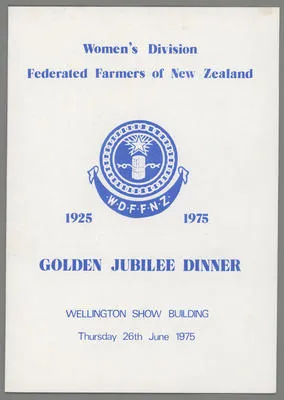 Women's Division
Federated Farmers of New Zealand
W·D·F·F·N·Z·
1925 1975
GOLDEN JUBILEE DINNER
WELLINGTON SHOW BUILDING
Thursday 26th June 1975